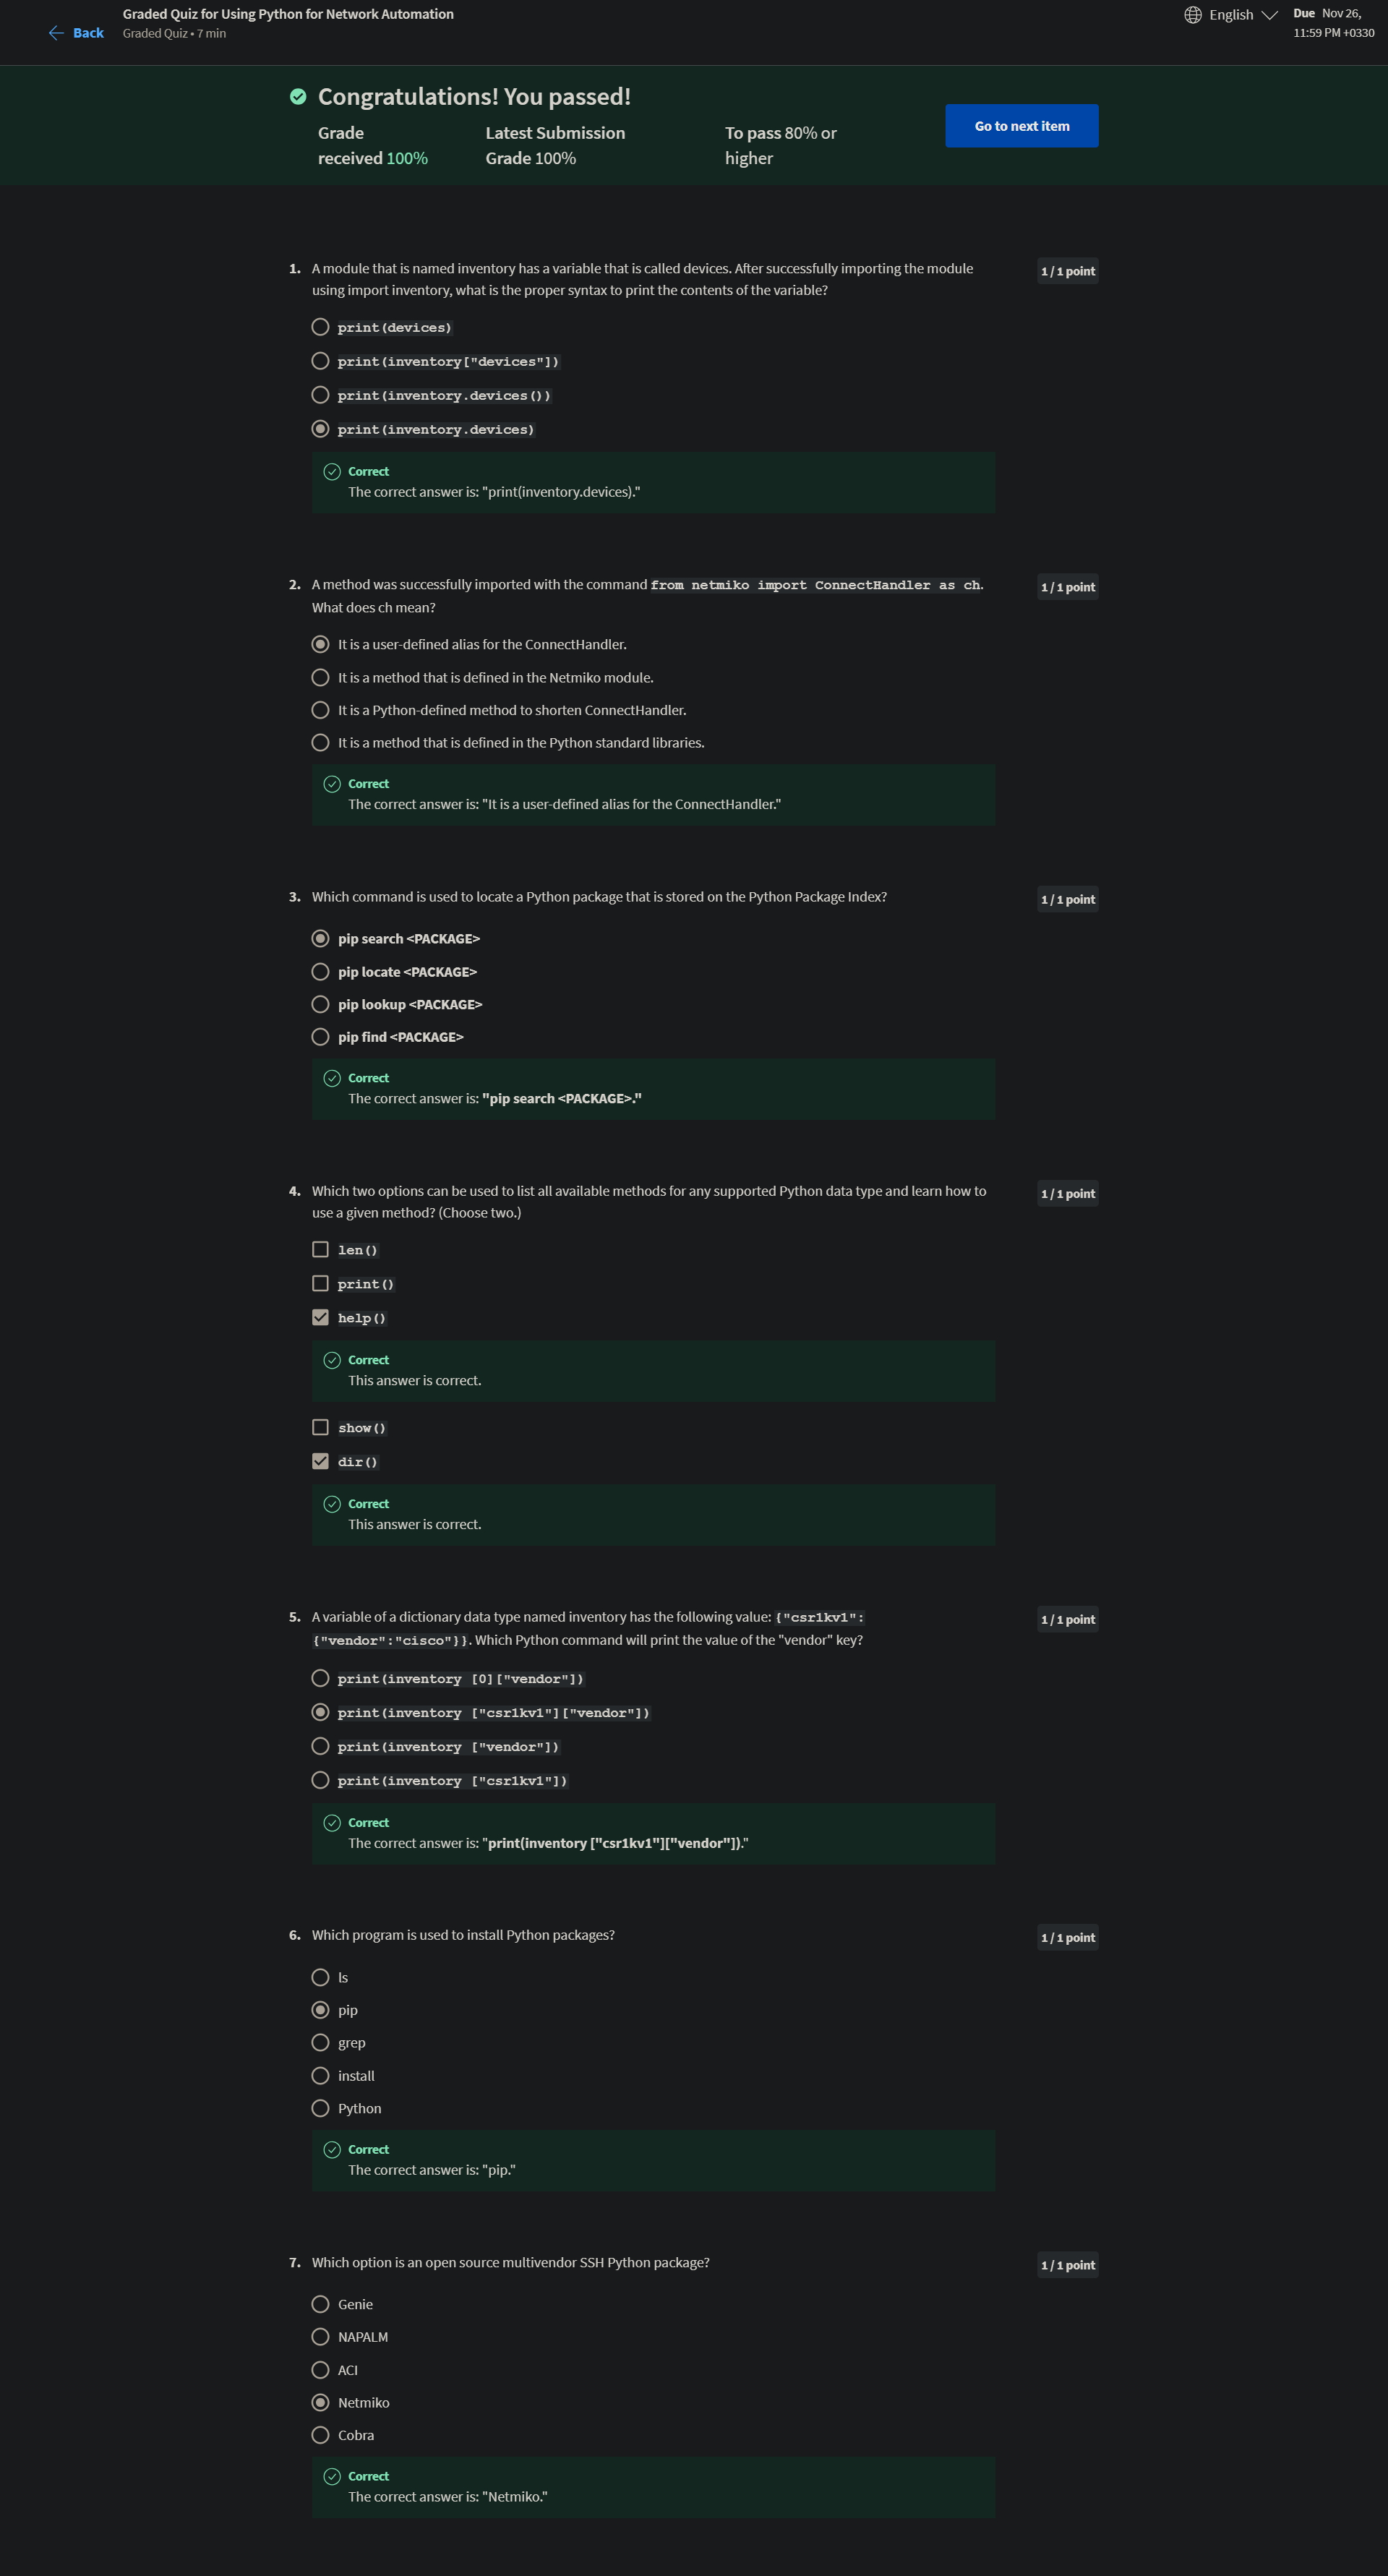 Graded Quiz for Using Python for Network Automation
Graded Quiz • 7 min
Back
English
Due Nov 26,
11:59 PM +0330
Congratulations! You passed!
Grade
received 100%
Latest Submission
Grade 100%
To pass 80% or
higher
Go to next item
1. A module that is named inventory has a variable that is called devices. After successfully importing the module
using import inventory, what is the proper syntax to print the contents of the variable?
1 / 1 point
print(devices)
print(inventory["devices"])
print(inventory.devices())
print(inventory.devices)
Correct
The correct answer is: "print(inventory.devices)."
2. A method was successfully imported with the command from netmiko import ConnectHandler as ch.
What does ch mean?
1 / 1 point
It is a user-defined alias for the ConnectHandler.
It is a method that is defined in the Netmiko module.
It is a Python-defined method to shorten ConnectHandler.
It is a method that is defined in the Python standard libraries.
Correct
The correct answer is: "It is a user-defined alias for the ConnectHandler."
3. Which command is used to locate a Python package that is stored on the Python Package Index?
1 / 1 point
pip search <PACKAGE>
pip locate <PACKAGE>
pip lookup <PACKAGE>
pip find <PACKAGE>
Correct
The correct answer is: "pip search <PACKAGE>."
4. Which two options can be used to list all available methods for any supported Python data type and learn how to
use a given method? (Choose two.)
1 / 1 point
len()
print()
help()
Correct
This answer is correct.
show()
dir()
Correct
This answer is correct.
5. A variable of a dictionary data type named inventory has the following value: {"csr1kv1":
{"vendor":"cisco"}}. Which Python command will print the value of the "vendor" key?
1 / 1 point
print(inventory [0]["vendor"])
print(inventory ["csr1kv1"]["vendor"])
print(inventory ["vendor"])
print(inventory ["csr1kv1"])
Correct
The correct answer is: "print(inventory ["csr1kv1"]["vendor"])."
6. Which program is used to install Python packages?
1 / 1 point
ls
pip
grep
install
Python
Correct
The correct answer is: "pip."
7. Which option is an open source multivendor SSH Python package?
1 / 1 point
Genie
NAPALM
ACI
Netmiko
Cobra
Correct
The correct answer is: "Netmiko."